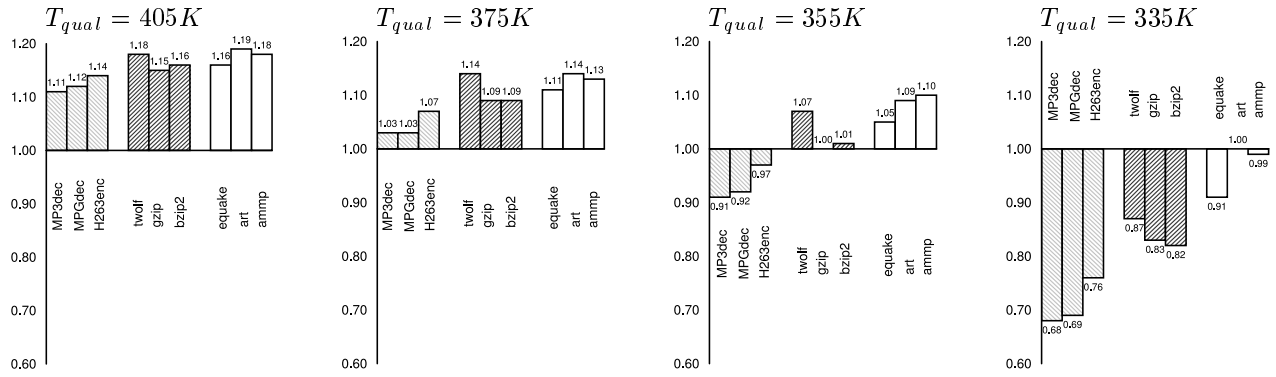 T_qual = 405K
1.20
1.10
1.00
0.90
0.80
0.70
0.60
1.11
1.12
1.14
1.18
1.15
1.16
1.16
1.19
1.18
MP3dec
MPGdec
H263enc
twolf
gzip
bzip2
equake
art
ammp
T_qual = 375K
1.20
1.10
1.00
0.90
0.80
0.70
0.60
1.03
1.03
1.07
1.14
1.09
1.09
1.11
1.14
1.13
MP3dec
MPGdec
H263enc
twolf
gzip
bzip2
equake
art
ammp
T_qual = 355K
1.20
1.10
1.00
0.90
0.80
0.70
0.60
0.91
0.92
0.97
1.07
1.00
1.01
1.05
1.09
1.10
MP3dec
MPGdec
H263enc
twolf
gzip
bzip2
equake
art
ammp
T_qual = 335K
1.20
1.10
1.00
0.90
0.80
0.70
0.60
MP3dec
MPGdec
H263enc
twolf
gzip
bzip2
equake
art
ammp
0.68
0.69
0.76
0.87
0.83
0.82
0.91
1.00
0.99